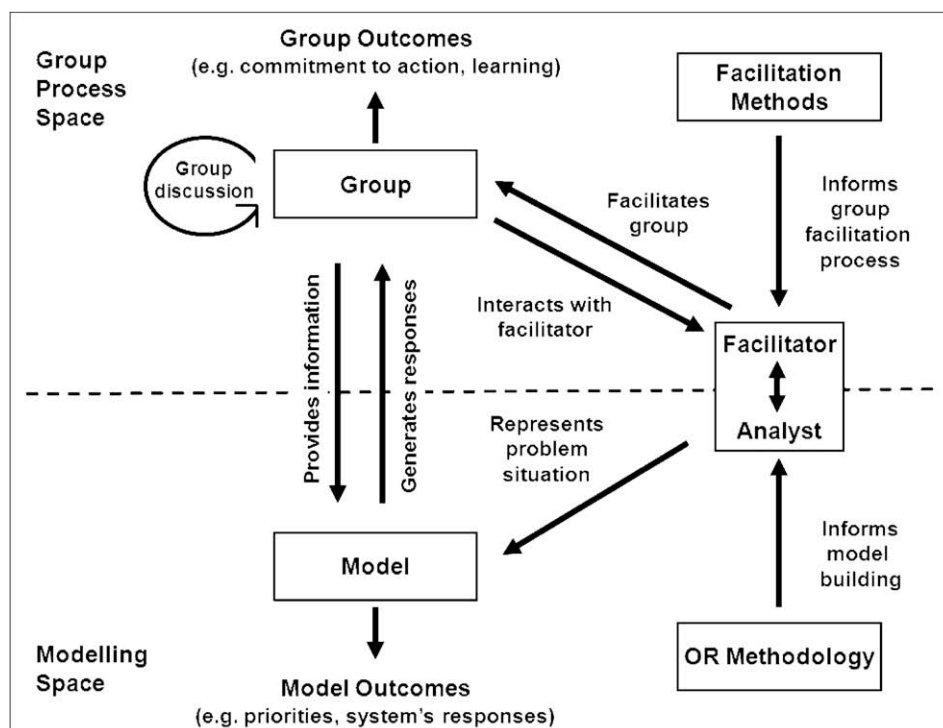 Group Outcomes
(e.g. commitment to action, learning)
Group
Process
Space
Facilitation
Methods
Group
discussion
Group
Facilitates
group
Informs
group
facilitation
process
Interacts with
facilitator
Provides information
Generates responses
Facilitator
Analyst
Represents
problem
situation
Model
Informs
model
building
Modelling
Space
OR Methodology
Model Outcomes
(e.g. priorities, system's responses)